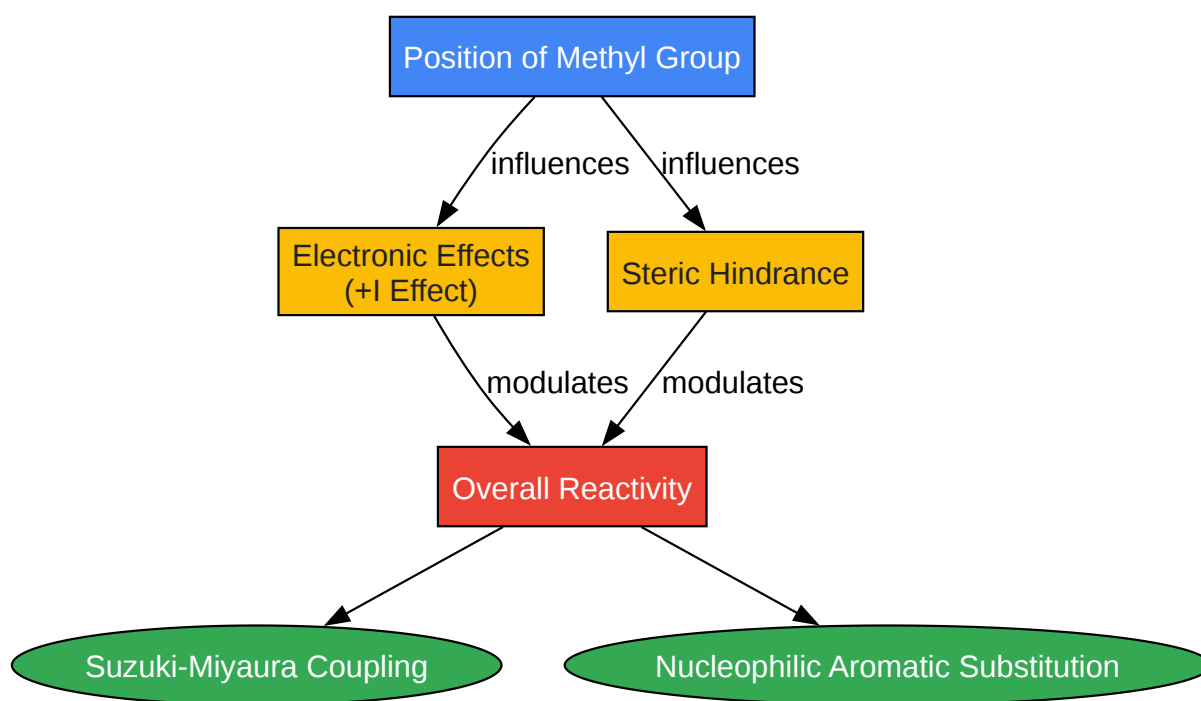 Position of Methyl Group
influences
influences
Electronic Effects
(+I Effect)
Steric Hindrance
modulates
modulates
Overall Reactivity
Suzuki-Miyaura Coupling
Nucleophilic Aromatic Substitution